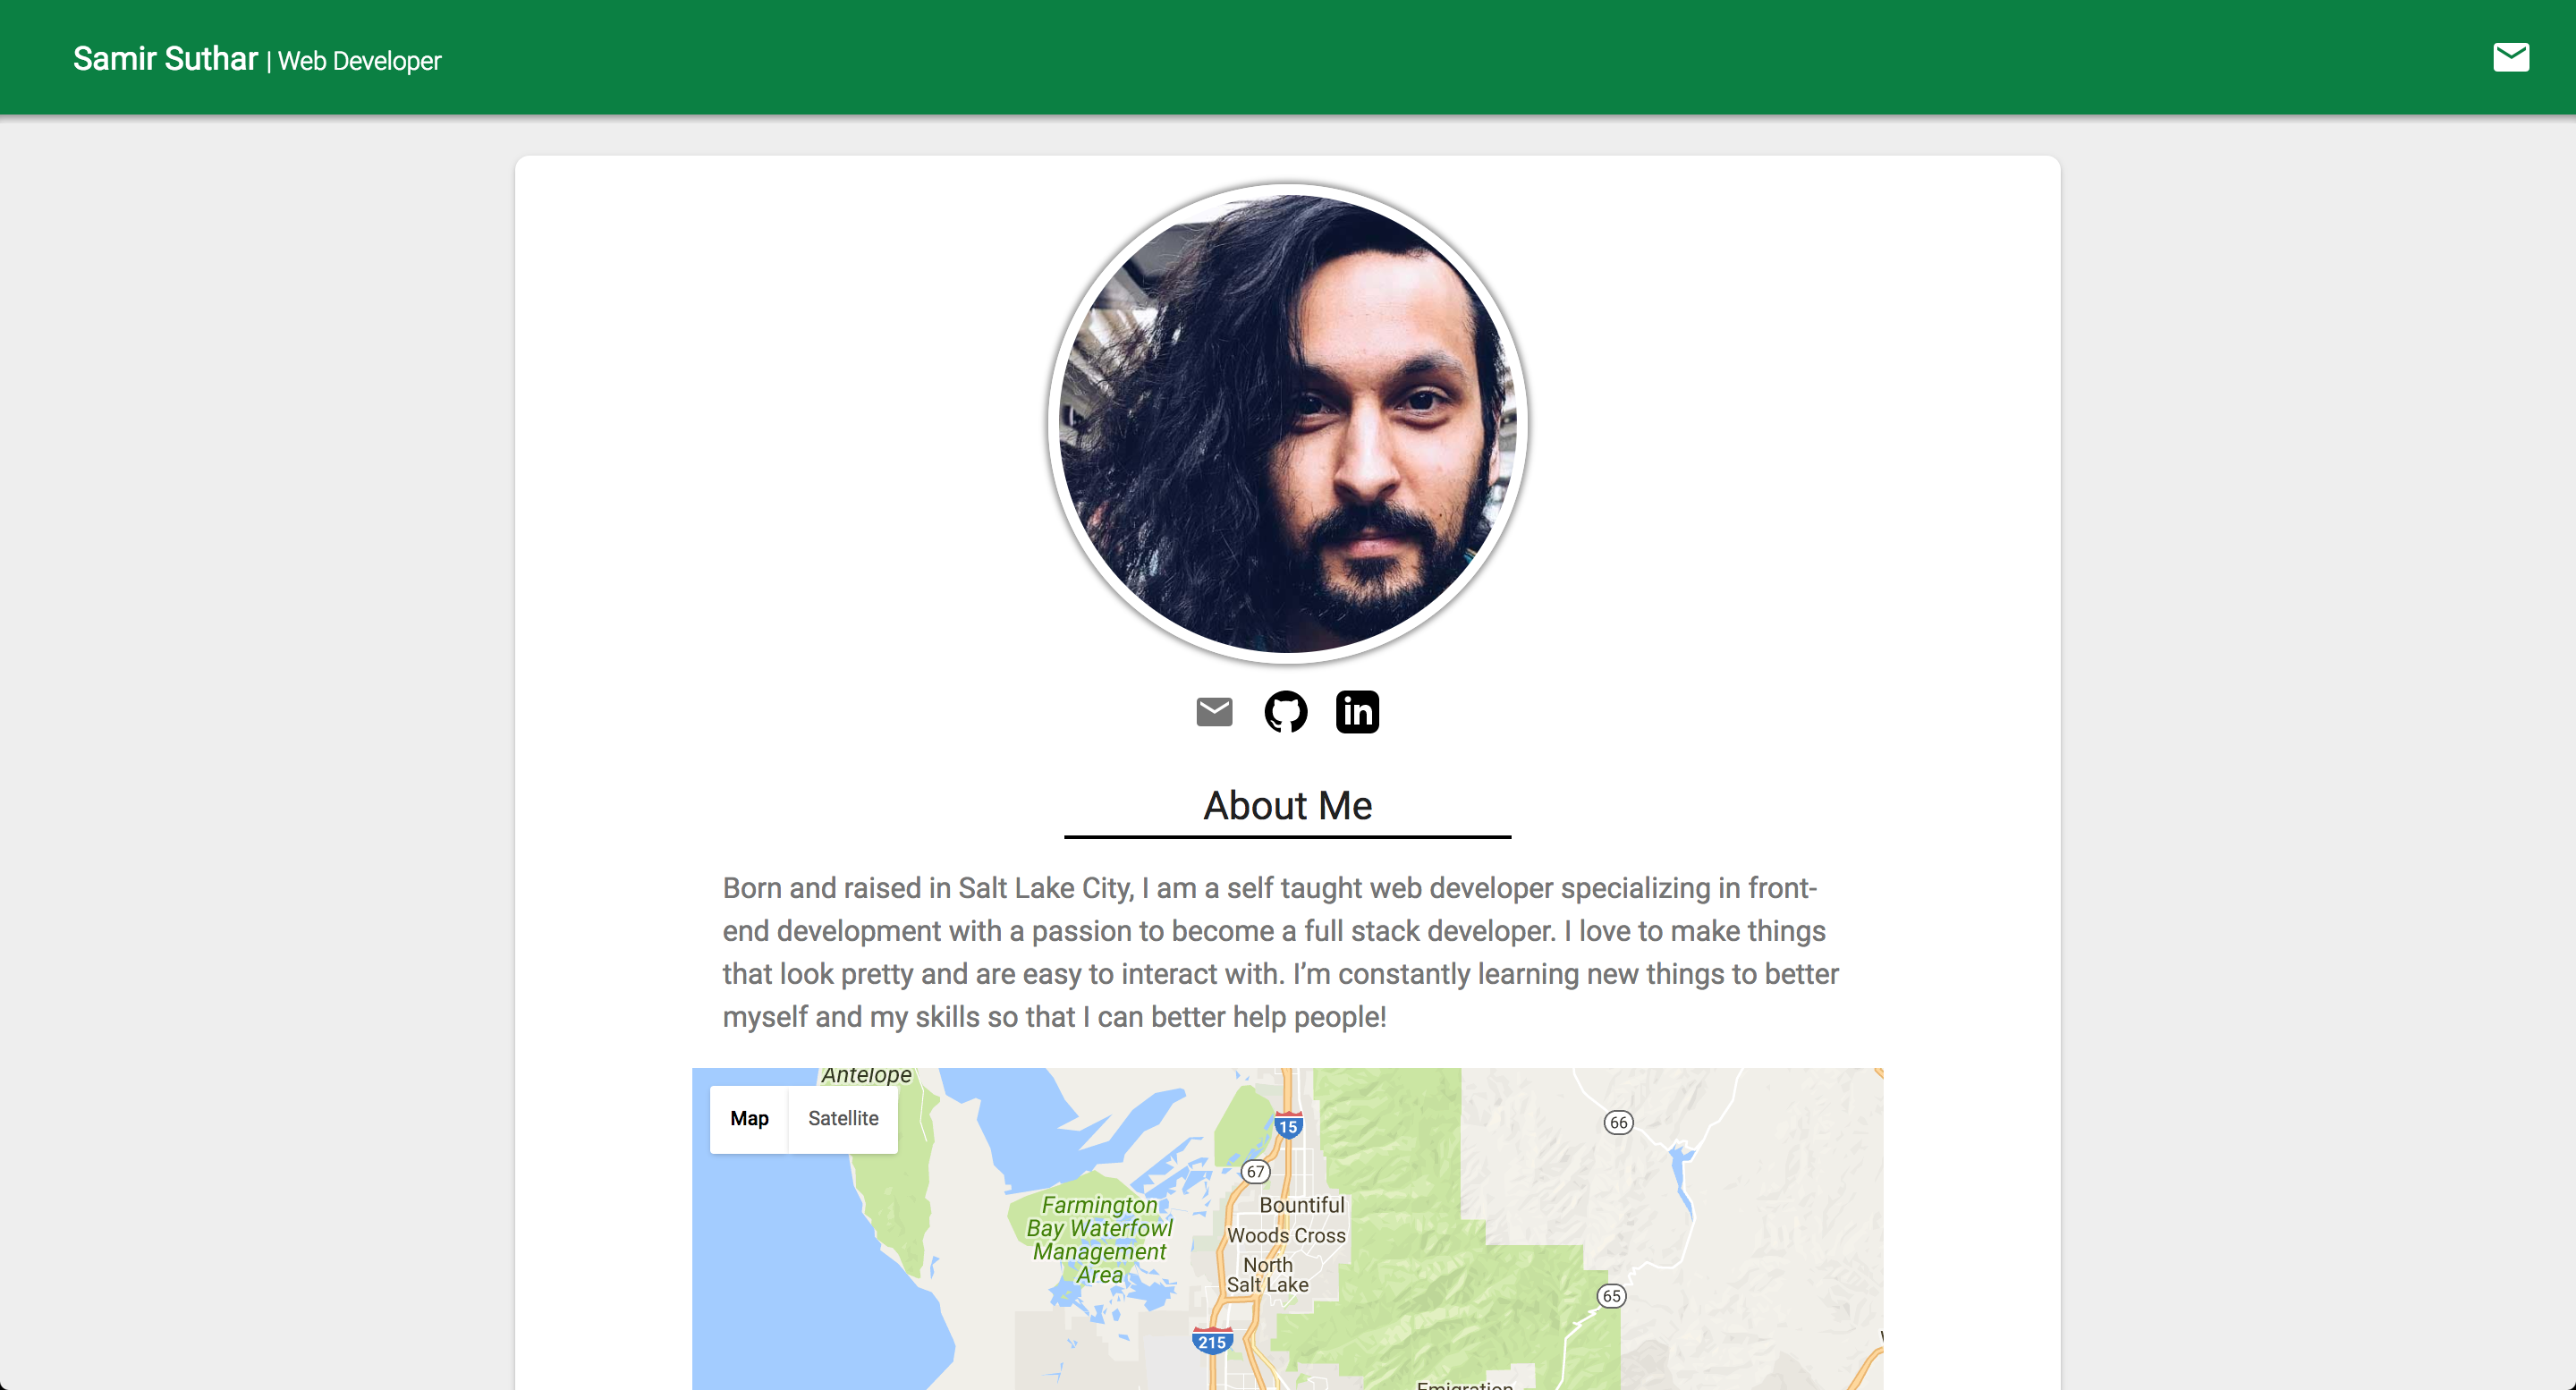 Samir Suthar | Web Developer
in
About Me
Born and raised in Salt Lake City, I am a self taught web developer specializing in front-
end development with a passion to become a full stack developer. I love to make things
that look pretty and are easy to interact with. I’m constantly learning new things to better
myself and my skills so that I can better help people!
Antelope
Map Satellite
15
66
67
Farmington
Bay Waterfowl
Management
Area
Bountiful
Woods Cross
North
Salt Lake
65
215
Emigration